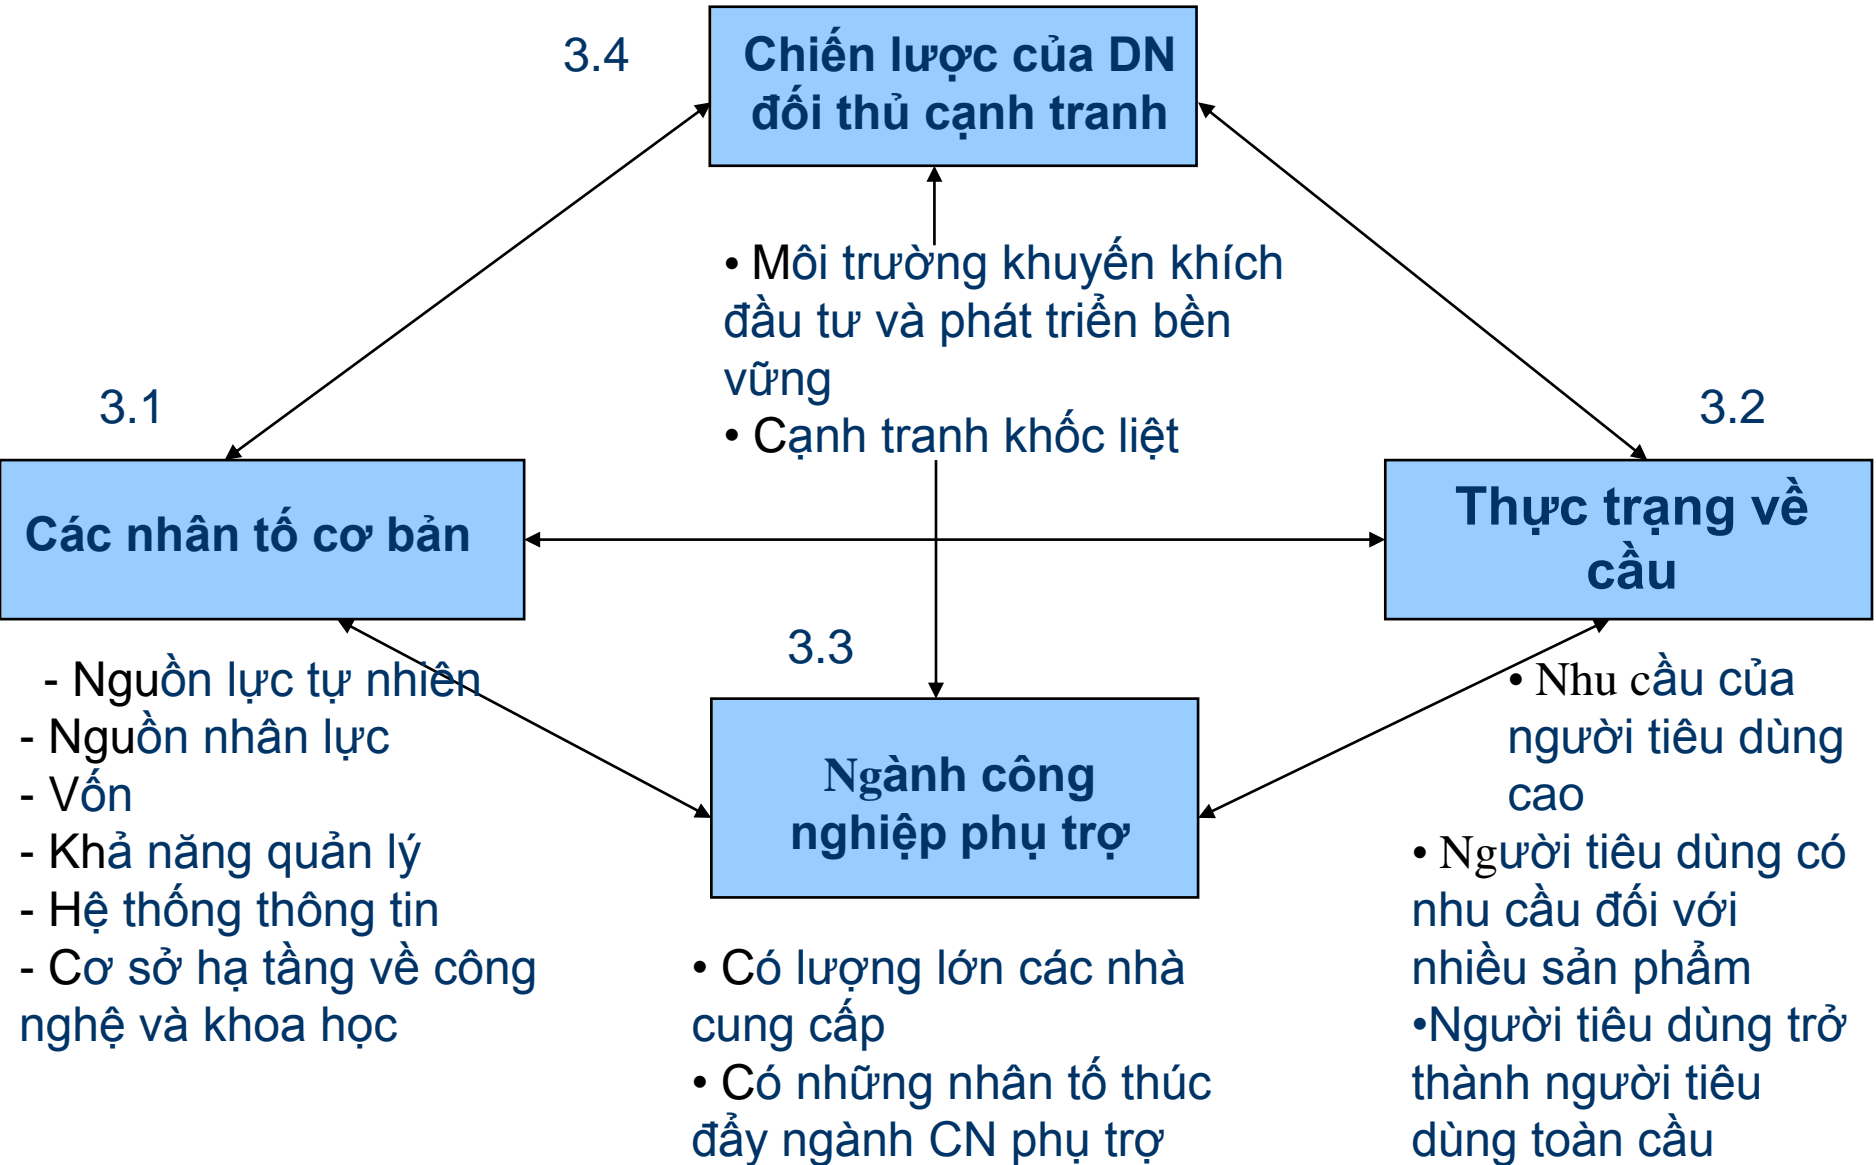 3.4
Chiến lược của DN
đối thủ cạnh tranh
• Môi trường khuyến khích
đầu tư và phát triển bền
vững
• Cạnh tranh khốc liệt
3.1
Các nhân tố cơ bản
- Nguồn lực tự nhiên
- Nguồn nhân lực
- Vốn
- Khả năng quản lý
- Hệ thống thông tin
- Cơ sở hạ tầng về công
nghệ và khoa học
3.2
Thực trạng về
cầu
• Nhu cầu của
người tiêu dùng
cao
• Người tiêu dùng có
nhu cầu đối với
nhiều sản phẩm
•Người tiêu dùng trở
thành người tiêu
dùng toàn cầu
3.3
Ngành công
nghiệp phụ trợ
• Có lượng lớn các nhà
cung cấp
• Có những nhân tố thúc
đẩy ngành CN phụ trợ